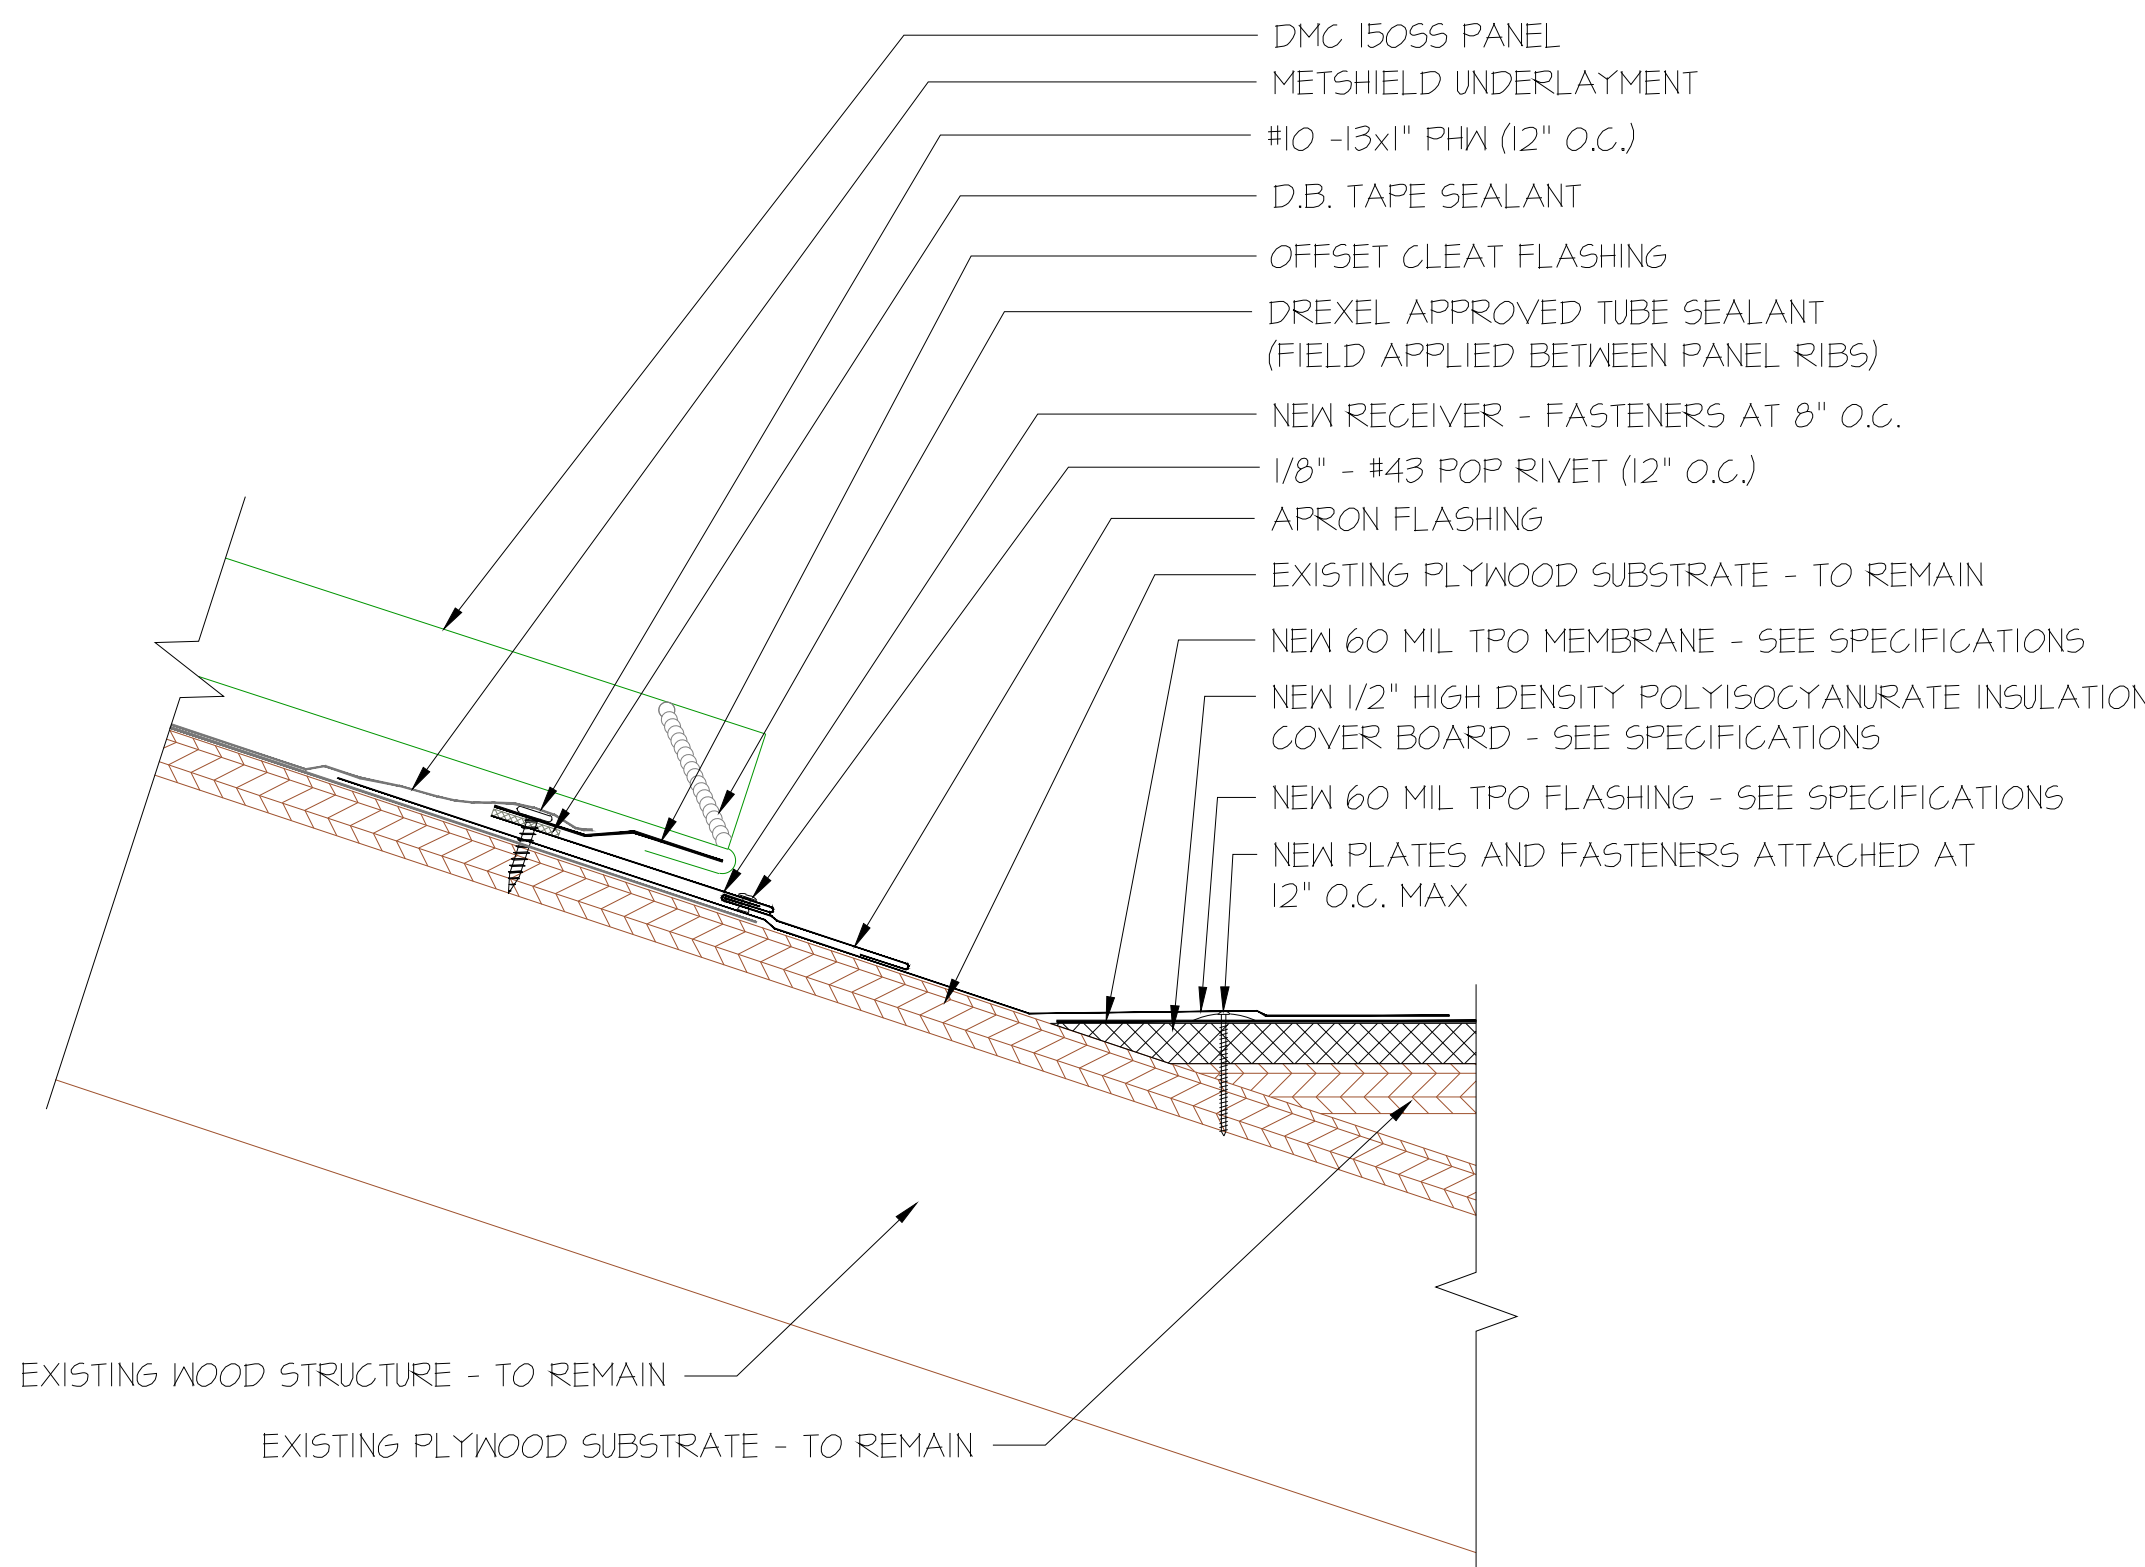 DMC 150SS PANEL
METSHIELD UNDERLAYMENT
#10 -13x1" PHW (12" O.C.)
D.B. TAPE SEALANT
OFFSET CLEAT FLASHING
DREXEL APPROVED TUBE SEALANT
(FIELD APPLIED BETWEEN PANEL RIBS)
NEW RECEIVER - FASTENERS AT 8" O.C.
1/8" - #43 POP RIVET (12" O.C.)
APRON FLASHING
EXISTING PLYWOOD SUBSTRATE - TO REMAIN
NEW 60 MIL TPO MEMBRANE - SEE SPECIFICATIONS
NEW 1/2" HIGH DENSITY POLYISOCYANURATE INSULATION
COVER BOARD - SEE SPECIFICATIONS
NEW 60 MIL TPO FLASHING - SEE SPECIFICATIONS
NEW PLATES AND FASTENERS ATTACHED AT
12" O.C. MAX
EXISTING WOOD STRUCTURE - TO REMAIN
EXISTING PLYWOOD SUBSTRATE - TO REMAIN